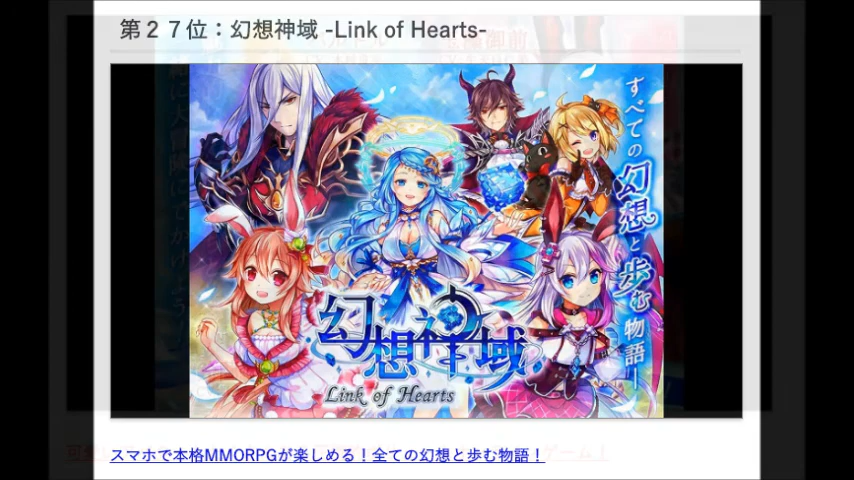 第２７位：幻想神域 -Link of Hearts-
すべての幻想と歩む物語―
幻想神域
Link of Hearts
スマホで本格MMORPGが楽しめる！全ての幻想と歩む物語！